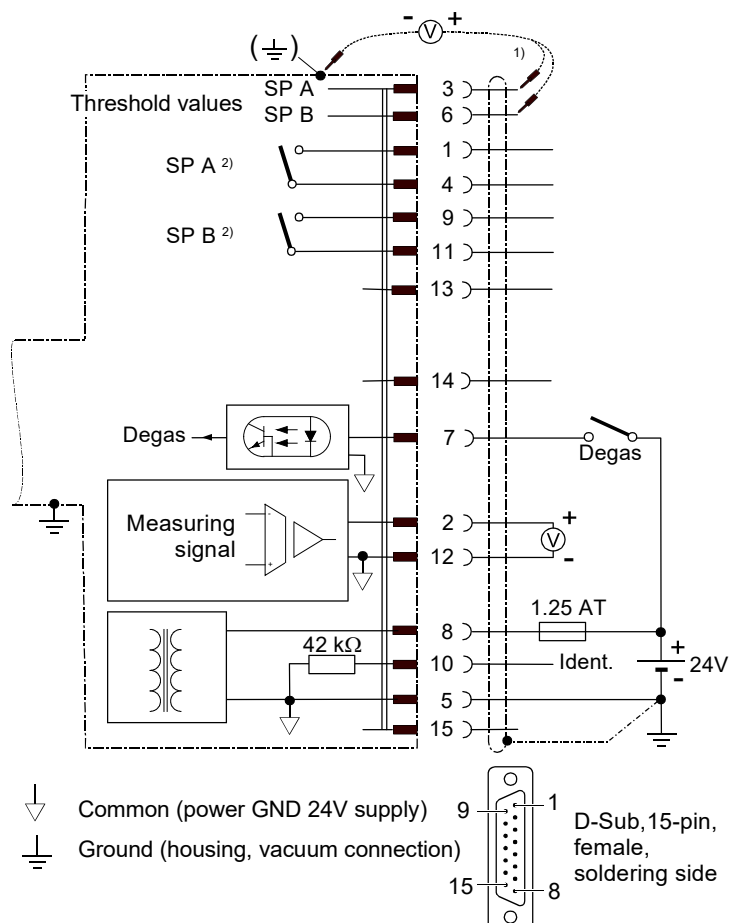 - V +
(⏚)
1)
SP A 3
Threshold values
SP B 6
1
SP A 2)
4
9
SP B 2)
11
13
14
Degas 7
Degas
2 +
Measuring
signal
V
12 -
1.25 AT
8
+
42 kΩ
10 Ident.
24V
-
5
15
Common (power GND 24V supply)
Ground (housing, vacuum connection)
9 1
D-Sub,15-pin,
female,
soldering side
15 8